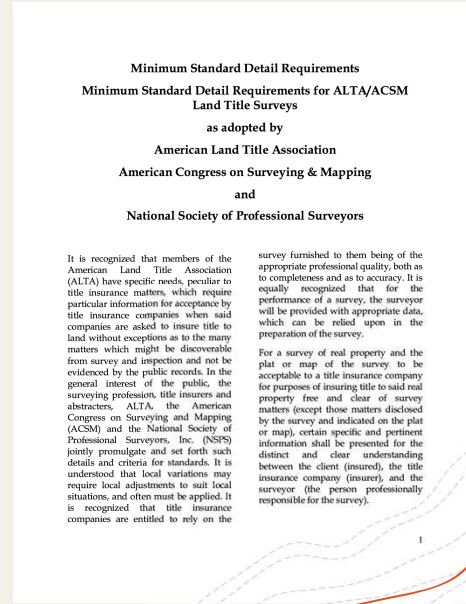 Minimum Standard Detail Requirements
Minimum Standard Detail Requirements for ALTA/ACSM
Land Title Surveys
as adopted by
American Land Title Association
American Congress on Surveying & Mapping
and
National Society of Professional Surveyors
It is recognized that members of the
American Land Title Association
(ALTA) have specific needs, peculiar to
title insurance matters, which require
particular information for acceptance by
title insurance companies when said
companies are asked to insure title to
land without exceptions as to the many
matters which might be discoverable
from survey and inspection and not be
evidenced by the public records. In the
general interest of the public, the
surveying profession, title insurers and
abstracters, ALTA, the American
Congress on Surveying and Mapping
(ACSM) and the National Society of
Professional Surveyors, Inc. (NSPS)
jointly promulgate and set forth such
details and criteria for standards. It is
understood that local variations may
require local adjustments to suit local
situations, and often must be applied. It
is recognized that title insurance
companies are entitled to rely on the
survey furnished to them being of the
appropriate professional quality, both as
to completeness and as to accuracy. It is
equally recognized that for the
performance of a survey, the surveyor
will be provided with appropriate data,
which can be relied upon in the
preparation of the survey.
For a survey of real property and the
plat or map of the survey to be
acceptable to a title insurance company
for purposes of insuring title to said real
property free and clear of survey
matters (except those matters disclosed
by the survey and indicated on the plat
or map), certain specific and pertinent
information shall be presented for the
distinct and clear understanding
between the client (insured), the title
insurance company (insurer), and the
surveyor (the person professionally
responsible for the survey).
1